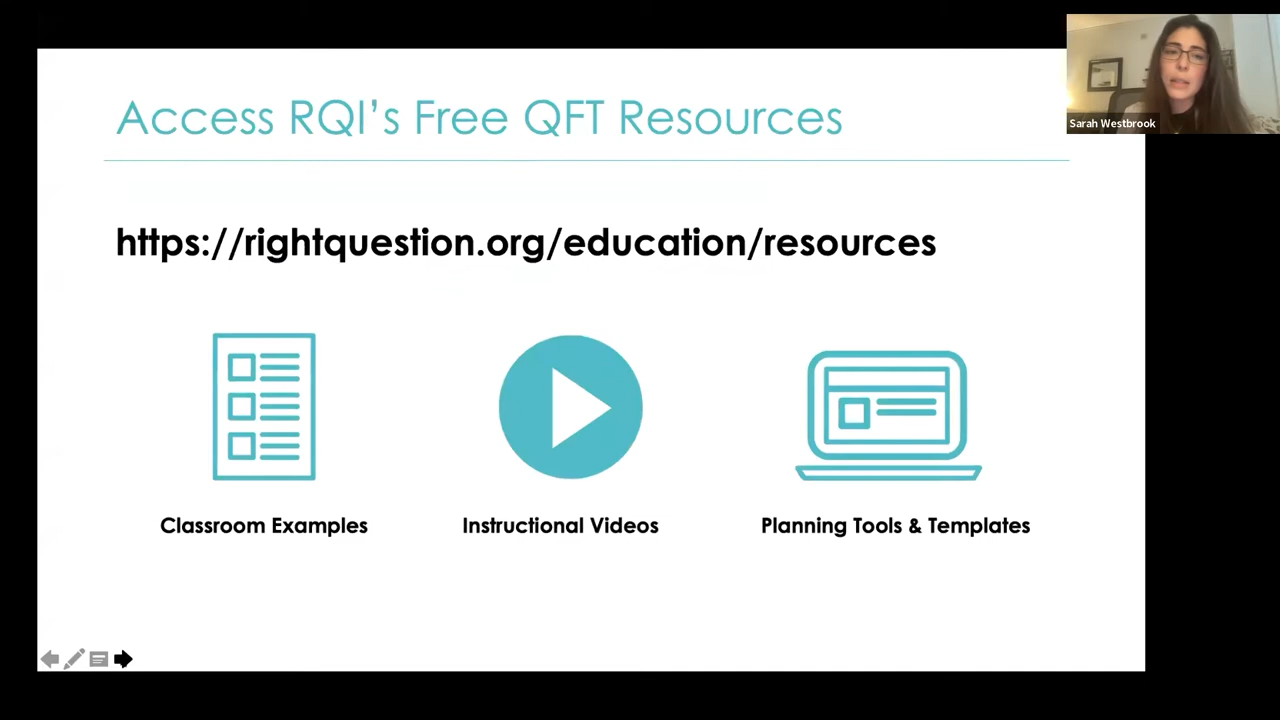 Access RQI’s Free QFT Resources
Sarah Westbrook
https://rightquestion.org/education/resources
Classroom Examples
Instructional Videos
Planning Tools & Templates